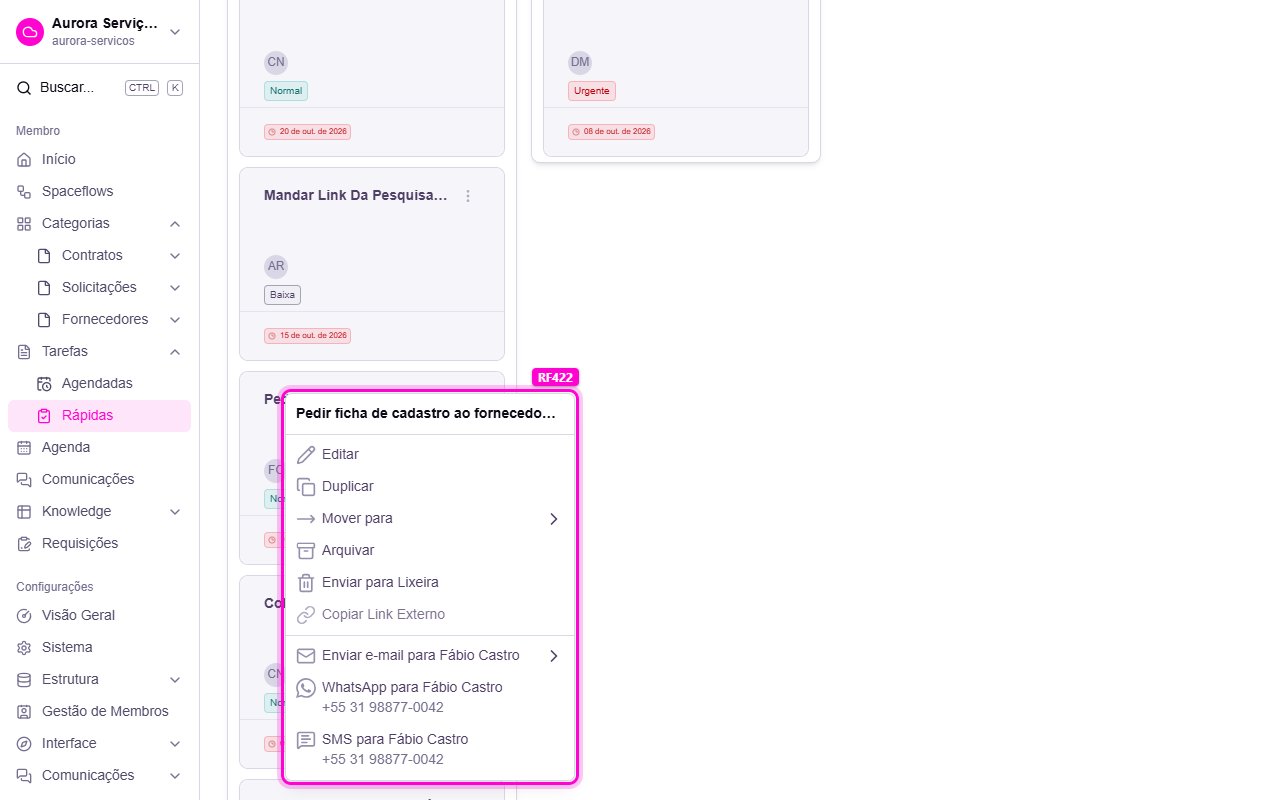 Aurora Serviç...
aurora-servicos
Buscar...
CTRL K
Membro
Início
Spaceflows
Categorias
Contratos
Solicitações
Fornecedores
Tarefas
Agendadas
Rápidas
Agenda
Comunicações
Knowledge
Requisições
Configurações
Visão Geral
Sistema
Estrutura
Gestão de Membros
Interface
Comunicações
CN
Normal
20 de out. de 2026
Mandar Link Da Pesquisa...
AR
Baixa
15 de out. de 2026
DM
Urgente
08 de out. de 2026
RF422
Pedir ficha de cadastro ao fornecedo...
Editar
Duplicar
Mover para
Arquivar
Enviar para Lixeira
Copiar Link Externo
Enviar e-mail para Fábio Castro
WhatsApp para Fábio Castro
+55 31 98877-0042
SMS para Fábio Castro
+55 31 98877-0042